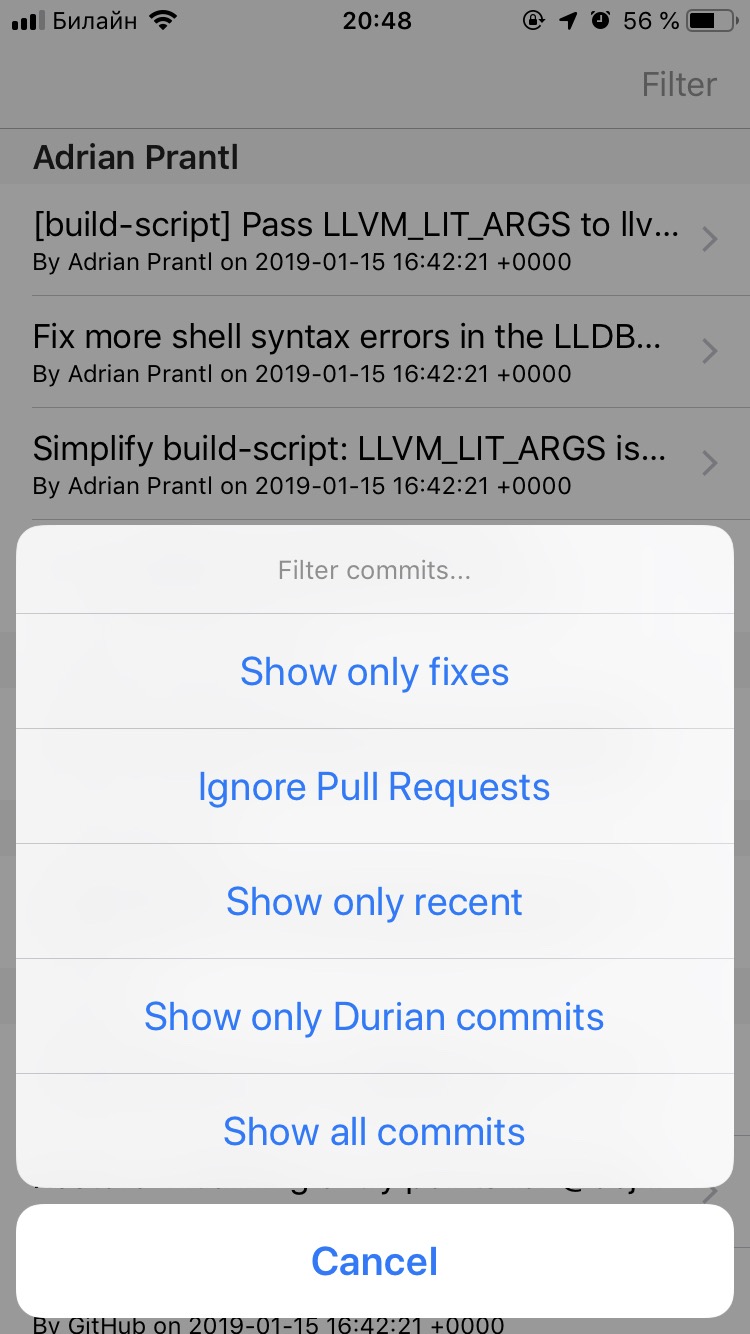 Билайн 20:48 56 %
Filter
Adrian Prantl
[build-script] Pass LLVM_LIT_ARGS to llv...
By Adrian Prantl on 2019-01-15 16:42:21 +0000
Fix more shell syntax errors in the LLDB...
By Adrian Prantl on 2019-01-15 16:42:21 +0000
Simplify build-script: LLVM_LIT_ARGS is...
By Adrian Prantl on 2019-01-15 16:42:21 +0000
Filter commits...
Show only fixes
Ignore Pull Requests
Show only recent
Show only Durian commits
Show all commits
Cancel
By GitHub on 2019-01-15 16:42:21 +0000